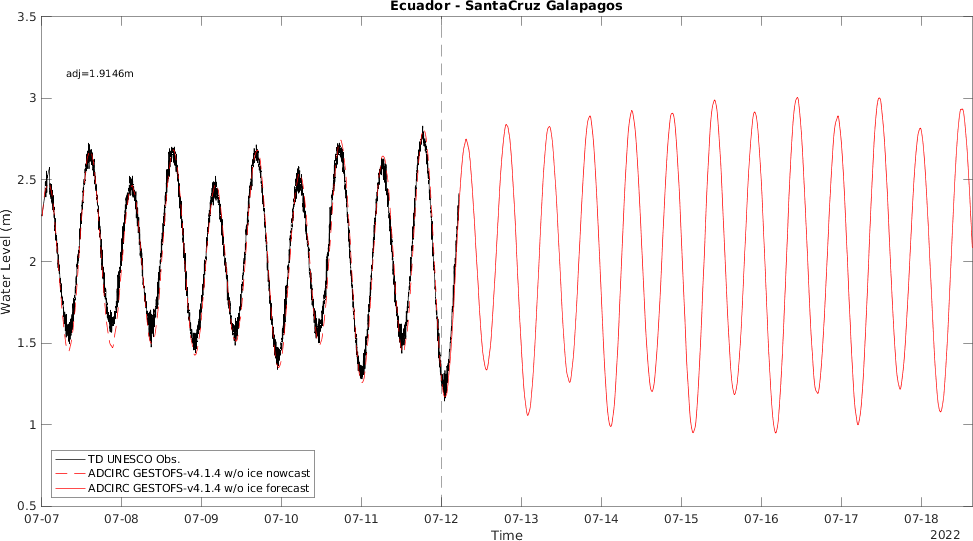 Ecuador - SantaCruz Galapagos
3.5
adj=1.9146m
3
2.5
2
1.5
1
0.5
Water Level (m)
TD UNESCO Obs.
ADCIRC GESTOFS-v4.1.4 w/o ice nowcast
ADCIRC GESTOFS-v4.1.4 w/o ice forecast
07-07 07-08 07-09 07-10 07-11 07-12 07-13 07-14 07-15 07-16 07-17 07-18
Time
2022